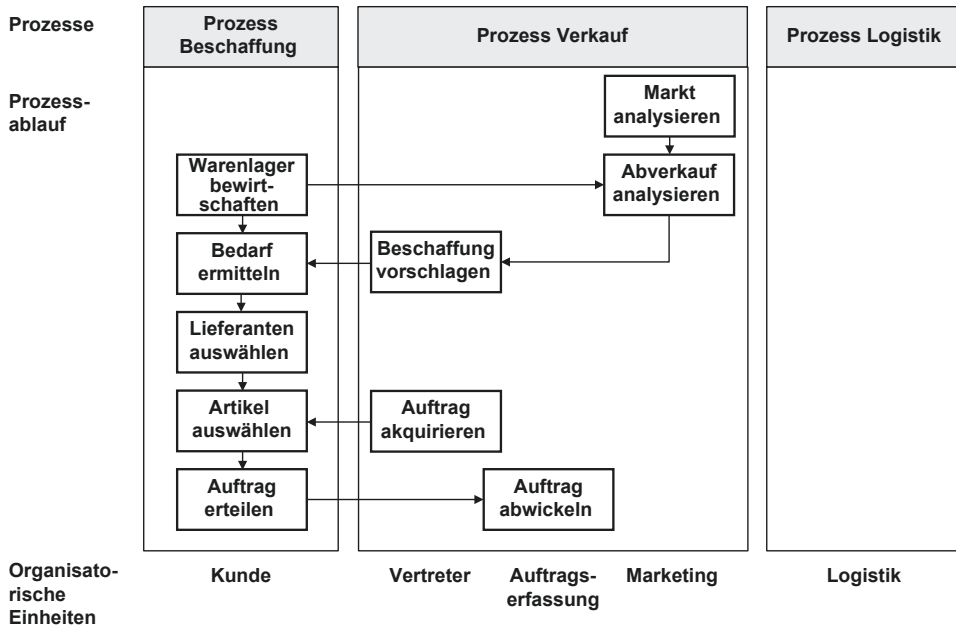 Prozesse
Prozess
Beschaffung
Prozess Verkauf
Prozess Logistik
Prozess-
ablauf
Markt
analysieren
Warenlager
bewirt-
schaften
Abverkauf
analysieren
Bedarf
ermitteln
Beschaffung
vorschlagen
Lieferanten
auswählen
Artikel
auswählen
Auftrag
akquirieren
Auftrag
erteilen
Auftrag
abwickeln
Organisato-
rische
Einheiten
Kunde
Vertreter
Auftrags-
erfassung
Marketing
Logistik